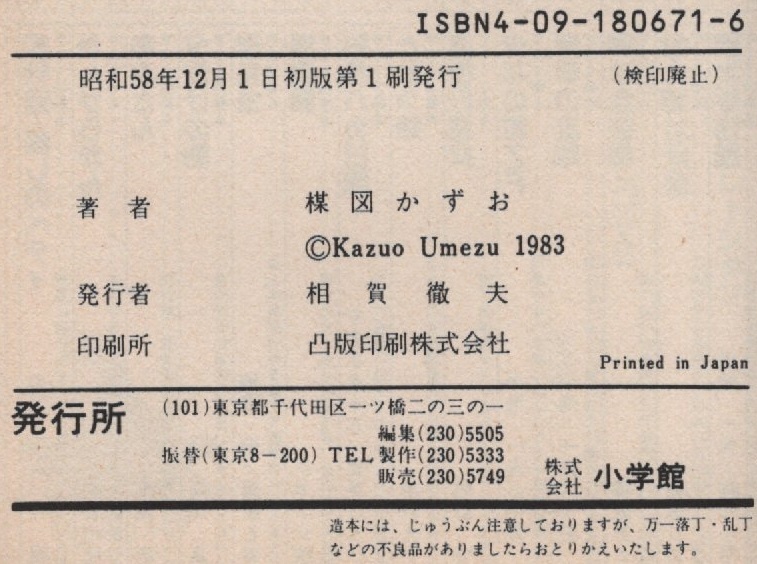 ISBN4-09-180671-6
昭和58年12月1日初版第1刷発行 (検印廃止)
著者 楳図かずお
©Kazuo Umezu 1983
発行者 相賀徹夫
印刷所 凸版印刷株式会社
Printed in Japan
発行所 (101)東京都千代田区一ツ橋二の三の一
編集(230)5505
振替(東京8-200) TEL 製作(230)5333
販売(230)5749
株式会社 小学館
造本には、じゅうぶん注意しておりますが、万一落丁・乱丁
などの不良品がありましたらおとりかえいたします。